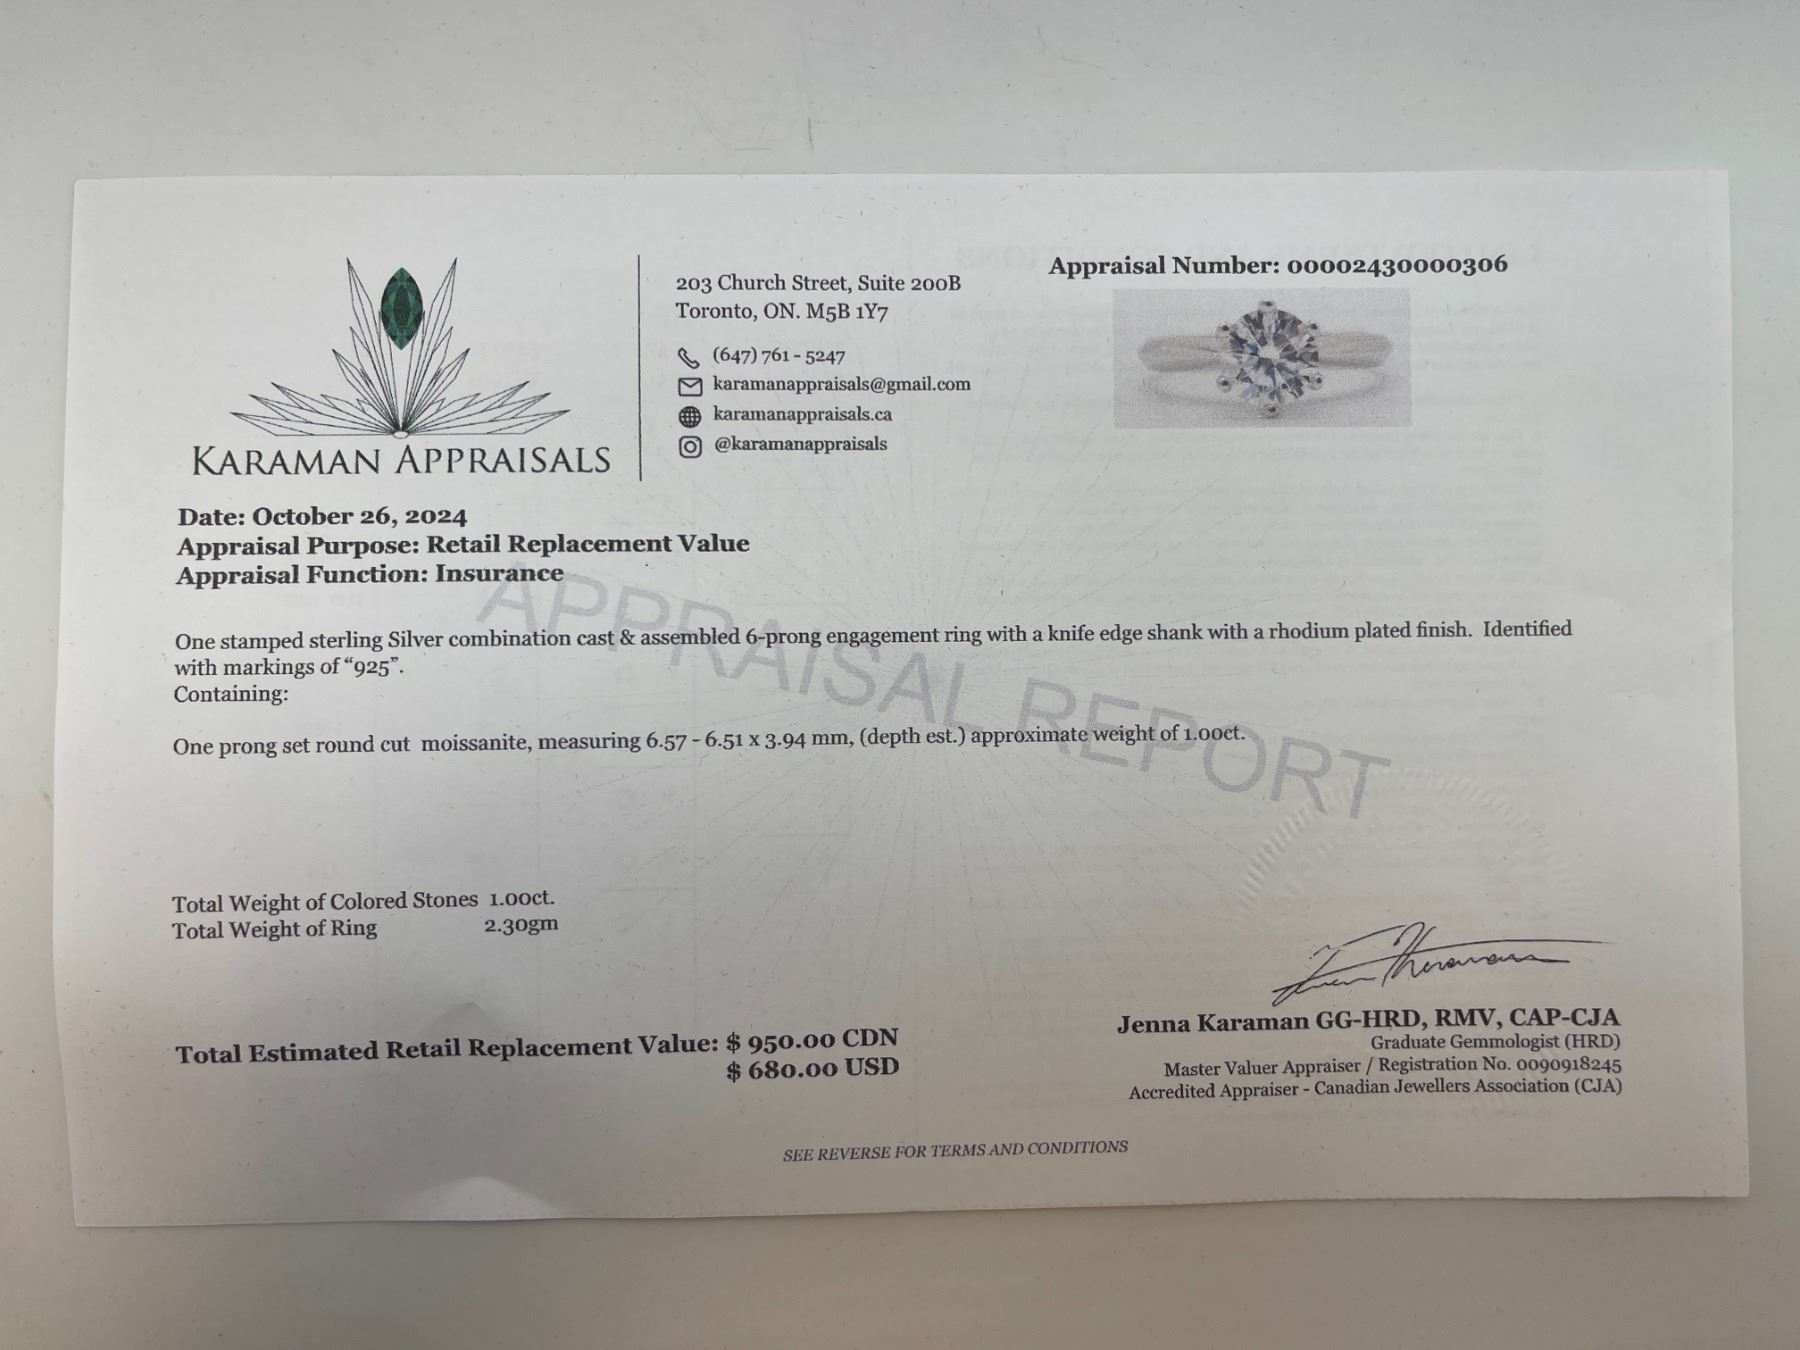 KARAMAN APPRAISALS
203 Church Street, Suite 200B
Toronto, ON. M5B 1Y7
(647) 761 - 5247
karamanappraisals@gmail.com
karamanappraisals.ca
@karamanappraisals
Appraisal Number: 00002430000306
Date: October 26, 2024
Appraisal Purpose: Retail Replacement Value
Appraisal Function: Insurance
APPRAISAL REPORT
One stamped sterling Silver combination cast & assembled 6-prong engagement ring with a knife edge shank with a rhodium plated finish. Identified
with markings of “925”.
Containing:
One prong set round cut moissanite, measuring 6.57 - 6.51 x 3.94 mm, (depth est.) approximate weight of 1.00ct.
Total Weight of Colored Stones 1.00ct.
Total Weight of Ring 2.30gm
Total Estimated Retail Replacement Value: $ 950.00 CDN
$ 680.00 USD
Jenna Karaman GG-HRD, RMV, CAP-CJA
Graduate Gemmologist (HRD)
Master Valuer Appraiser / Registration No. 0090918245
Accredited Appraiser - Canadian Jewellers Association (CJA)
SEE REVERSE FOR TERMS AND CONDITIONS